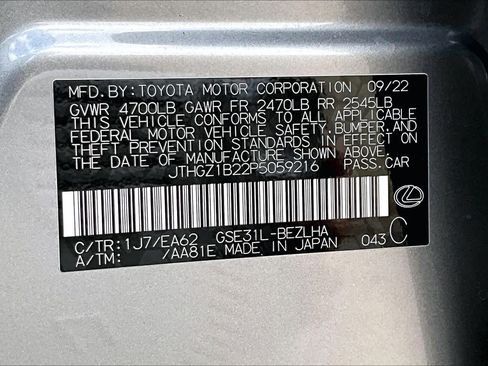 MFD.BY:TOYOTA MOTOR CORPORATION 09/22
GVWR 4700LB GAWR FR 2470LB RR 2545LB
THIS VEHICLE CONFORMS TO ALL APPLICABLE
FEDERAL MOTOR VEHICLE SAFETY,BUMPER,AND
THEFT PREVENTION STANDARDS IN EFFECT ON
THE DATE OF MANUFACTURE SHOWN ABOVE.
JTHGZ1B22P5059216 PASS.CAR
C/TR:1J7/EA62 GSE31L-BEZLHA
A/TM: /AA81E MADE IN JAPAN 043 C